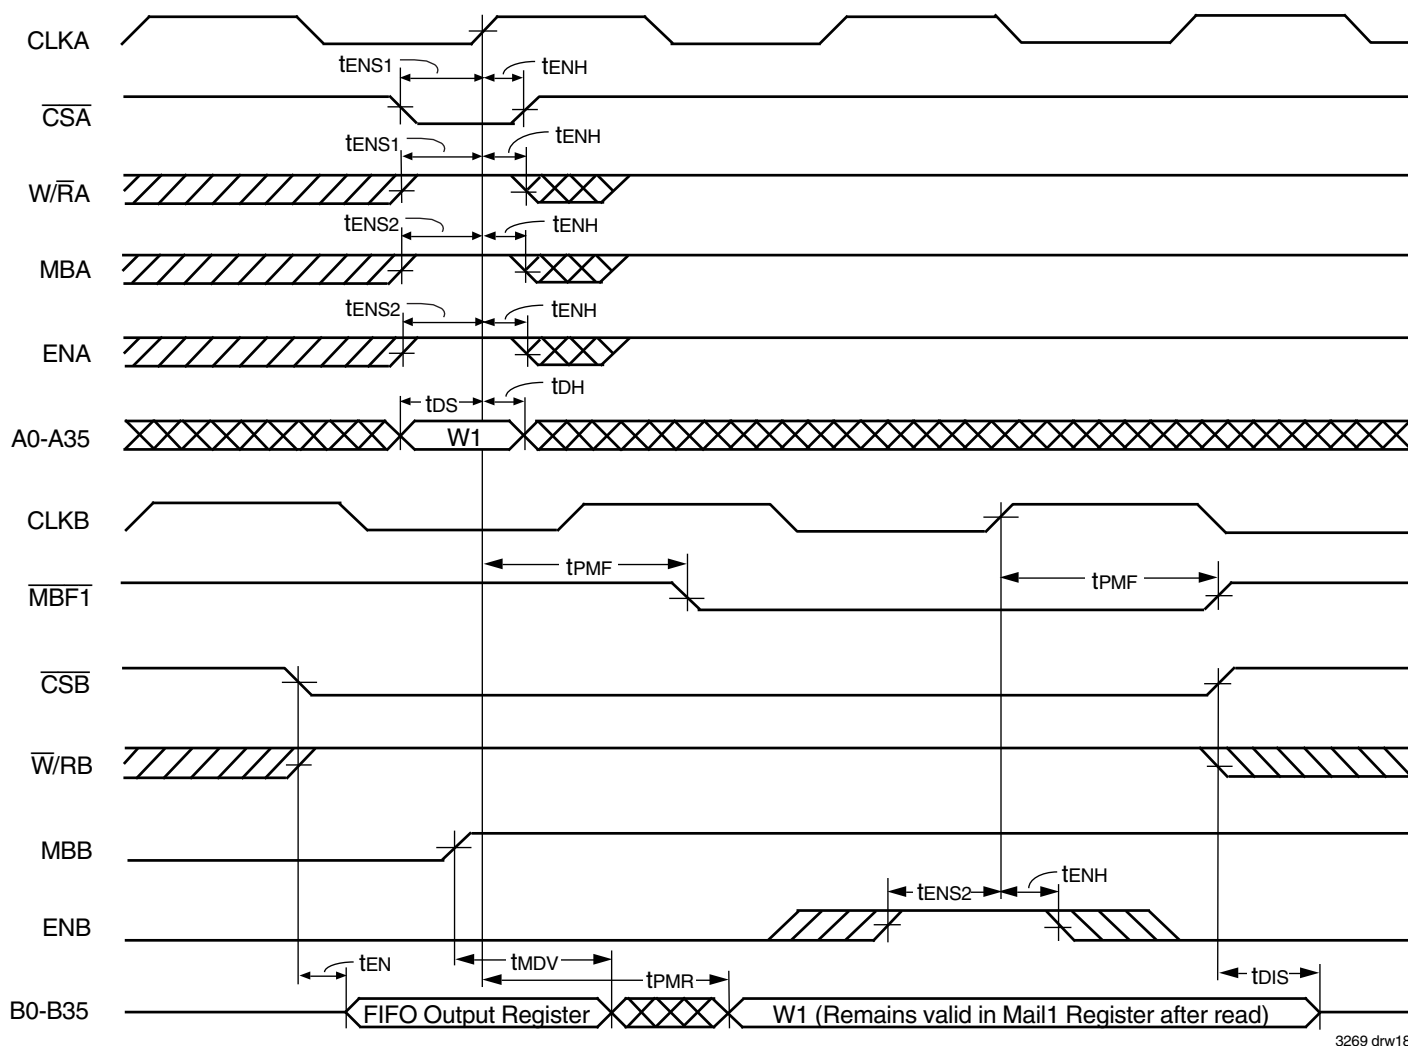 CLKA
tENS1
tENH
CSA
tENS1
tENH
W/RA
tENS2
tENH
MBA
tENS2
tENH
ENA
tDS
tDH
A0-A35
W1
CLKB
tPMF
tPMF
MBF1
CSB
W/RB
MBB
tENS2
tENH
ENB
tEN
tMDV
tPMR
tDIS
B0-B35
FIFO Output Register
W1 (Remains valid in Mail1 Register after read)
3269 drw18